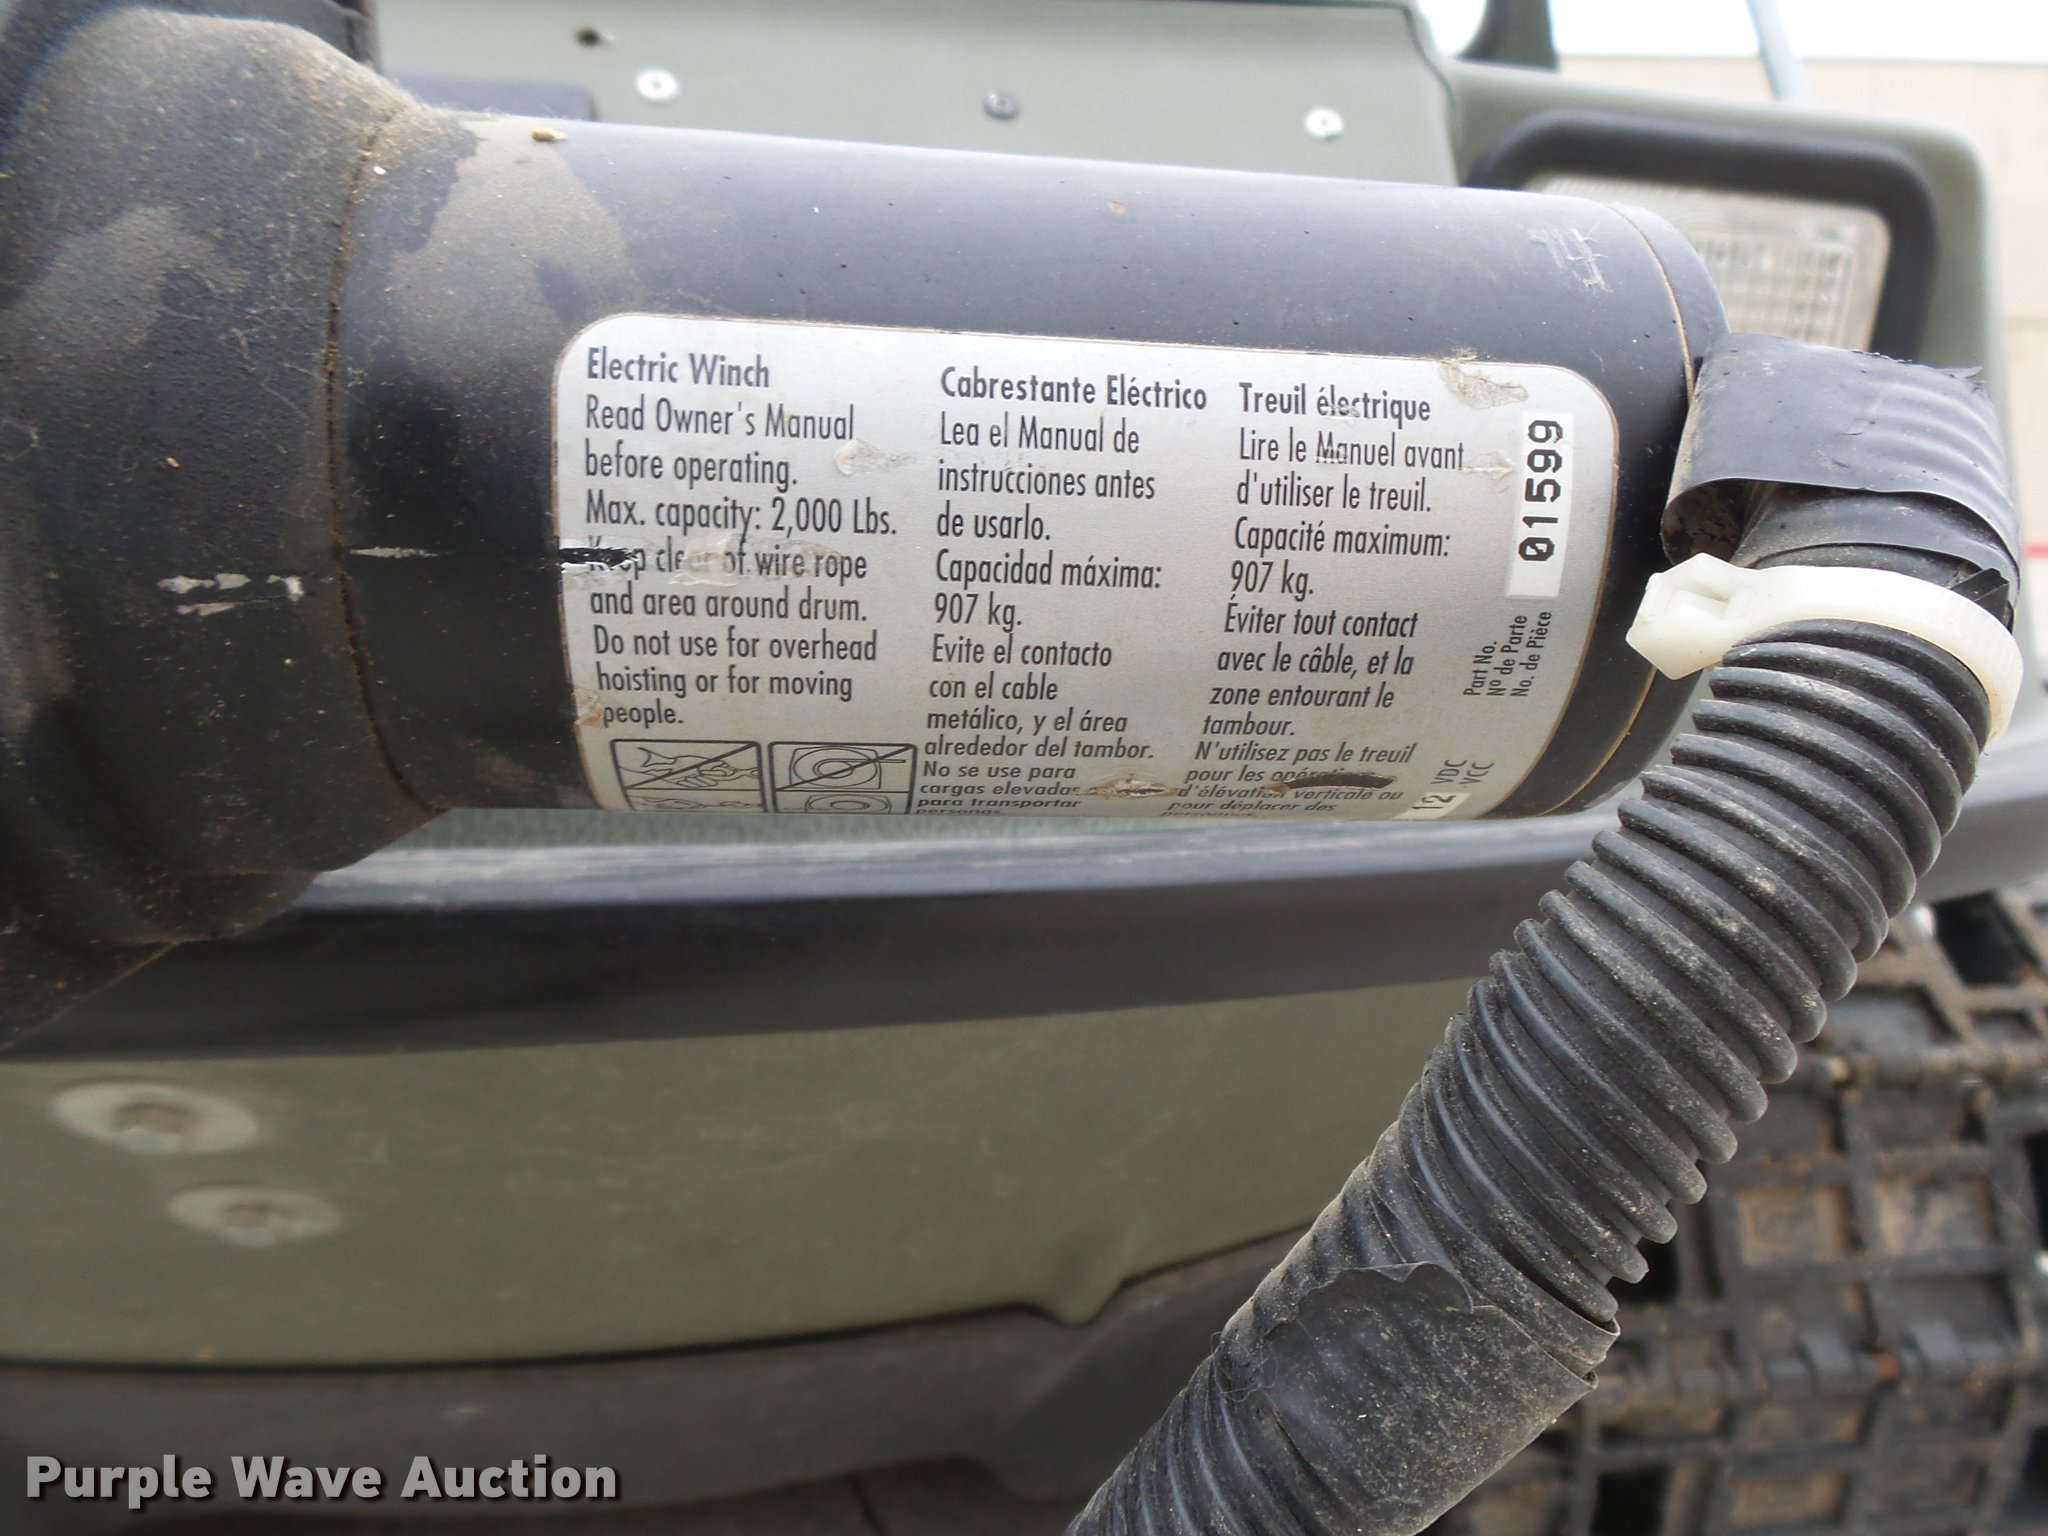 Electric Winch
Read Owner's Manual
before operating.
Max. capacity: 2,000 Lbs.
Keep clear of wire rope
and area around drum.
Do not use for overhead
hoisting or for moving
people.
Cabrestante Eléctrico
Lea el Manual de
instrucciones antes
de usarlo.
Capacidad máxima:
907 kg.
Evite el contacto
con el cable
metálico, y el área
alrededor del tambor.
No se use para
cargas elevadas
para transportar
personas.
Treuil électrique
Lire le Manuel avant
d'utiliser le treuil.
Capacité maximum:
907 kg.
Éviter tout contact
avec le câble, et la
zone entourant le
tambour.
N'utilisez pas le treuil
pour les opérations
d'élévation verticale ou
pour déplacer des
personnes.
01599
Part No.
Nº de Parte
No. de Pièce
12 VDC
VCC
Purple Wave Auction